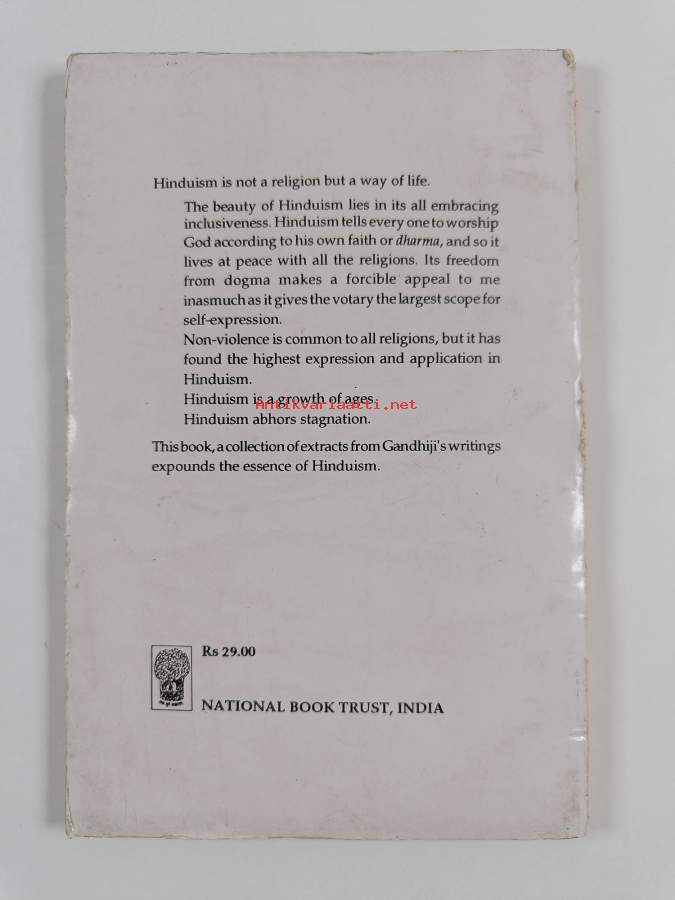 Hinduism is not a religion but a way of life.
The beauty of Hinduism lies in its all embracing
inclusiveness. Hinduism tells every one to worship
God according to his own faith or dharma, and so it
lives at peace with all the religions. Its freedom
from dogma makes a forcible appeal to me
inasmuch as it gives the votary the largest scope for
self-expression.
Non-violence is common to all religions, but it has
found the highest expression and application in
Hinduism.
Hinduism is a growth of ages.
Antikvariaatti.net
Hinduism abhors stagnation.
This book, a collection of extracts from Gandhiji's writings
expounds the essence of Hinduism.
Rs 29.00
NATIONAL BOOK TRUST, INDIA